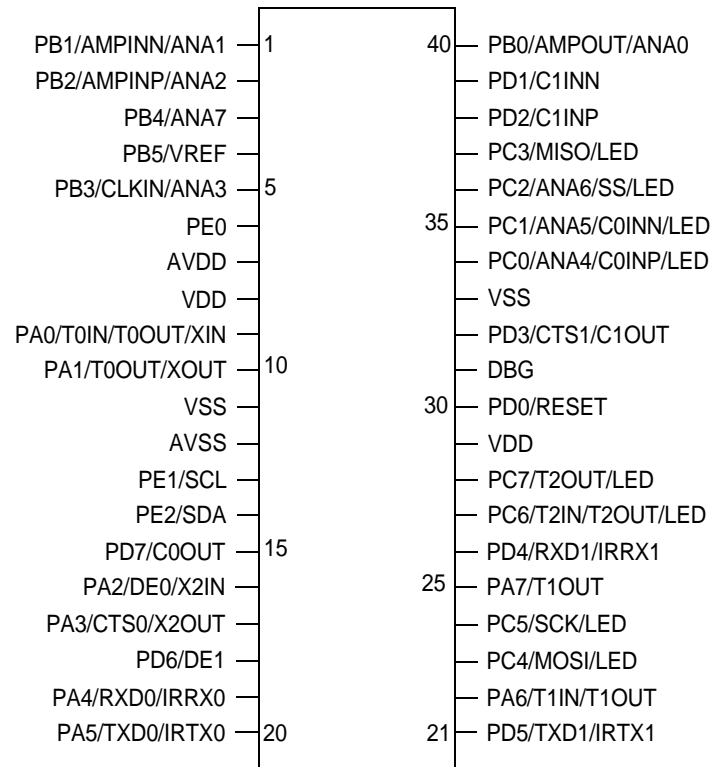 PB1/AMPINN/ANA1 1 40 PB0/AMPOUT/ANA0
PB2/AMPINP/ANA2 PD1/C1INN
PB4/ANA7 PD2/C1INP
PB5/VREF PC3/MISO/LED
PB3/CLKIN/ANA3 5 PC2/ANA6/SS/LED
PE0 35 PC1/ANA5/C0INN/LED
AVDD PC0/ANA4/C0INP/LED
VDD VSS
PA0/T0IN/T0OUT/XIN PD3/CTS1/C1OUT
PA1/T0OUT/XOUT 10 DBG
VSS 30 PD0/RESET
AVSS VDD
PE1/SCL PC7/T2OUT/LED
PE2/SDA PC6/T2IN/T2OUT/LED
PD7/C0OUT 15 PD4/RXD1/IRRX1
PA2/DE0/X2IN 25 PA7/T1OUT
PA3/CTS0/X2OUT PC5/SCK/LED
PD6/DE1 PC4/MOSI/LED
PA4/RXD0/IRRX0 PA6/T1IN/T1OUT
PA5/TXD0/IRTX0 20 21 PD5/TXD1/IRTX1